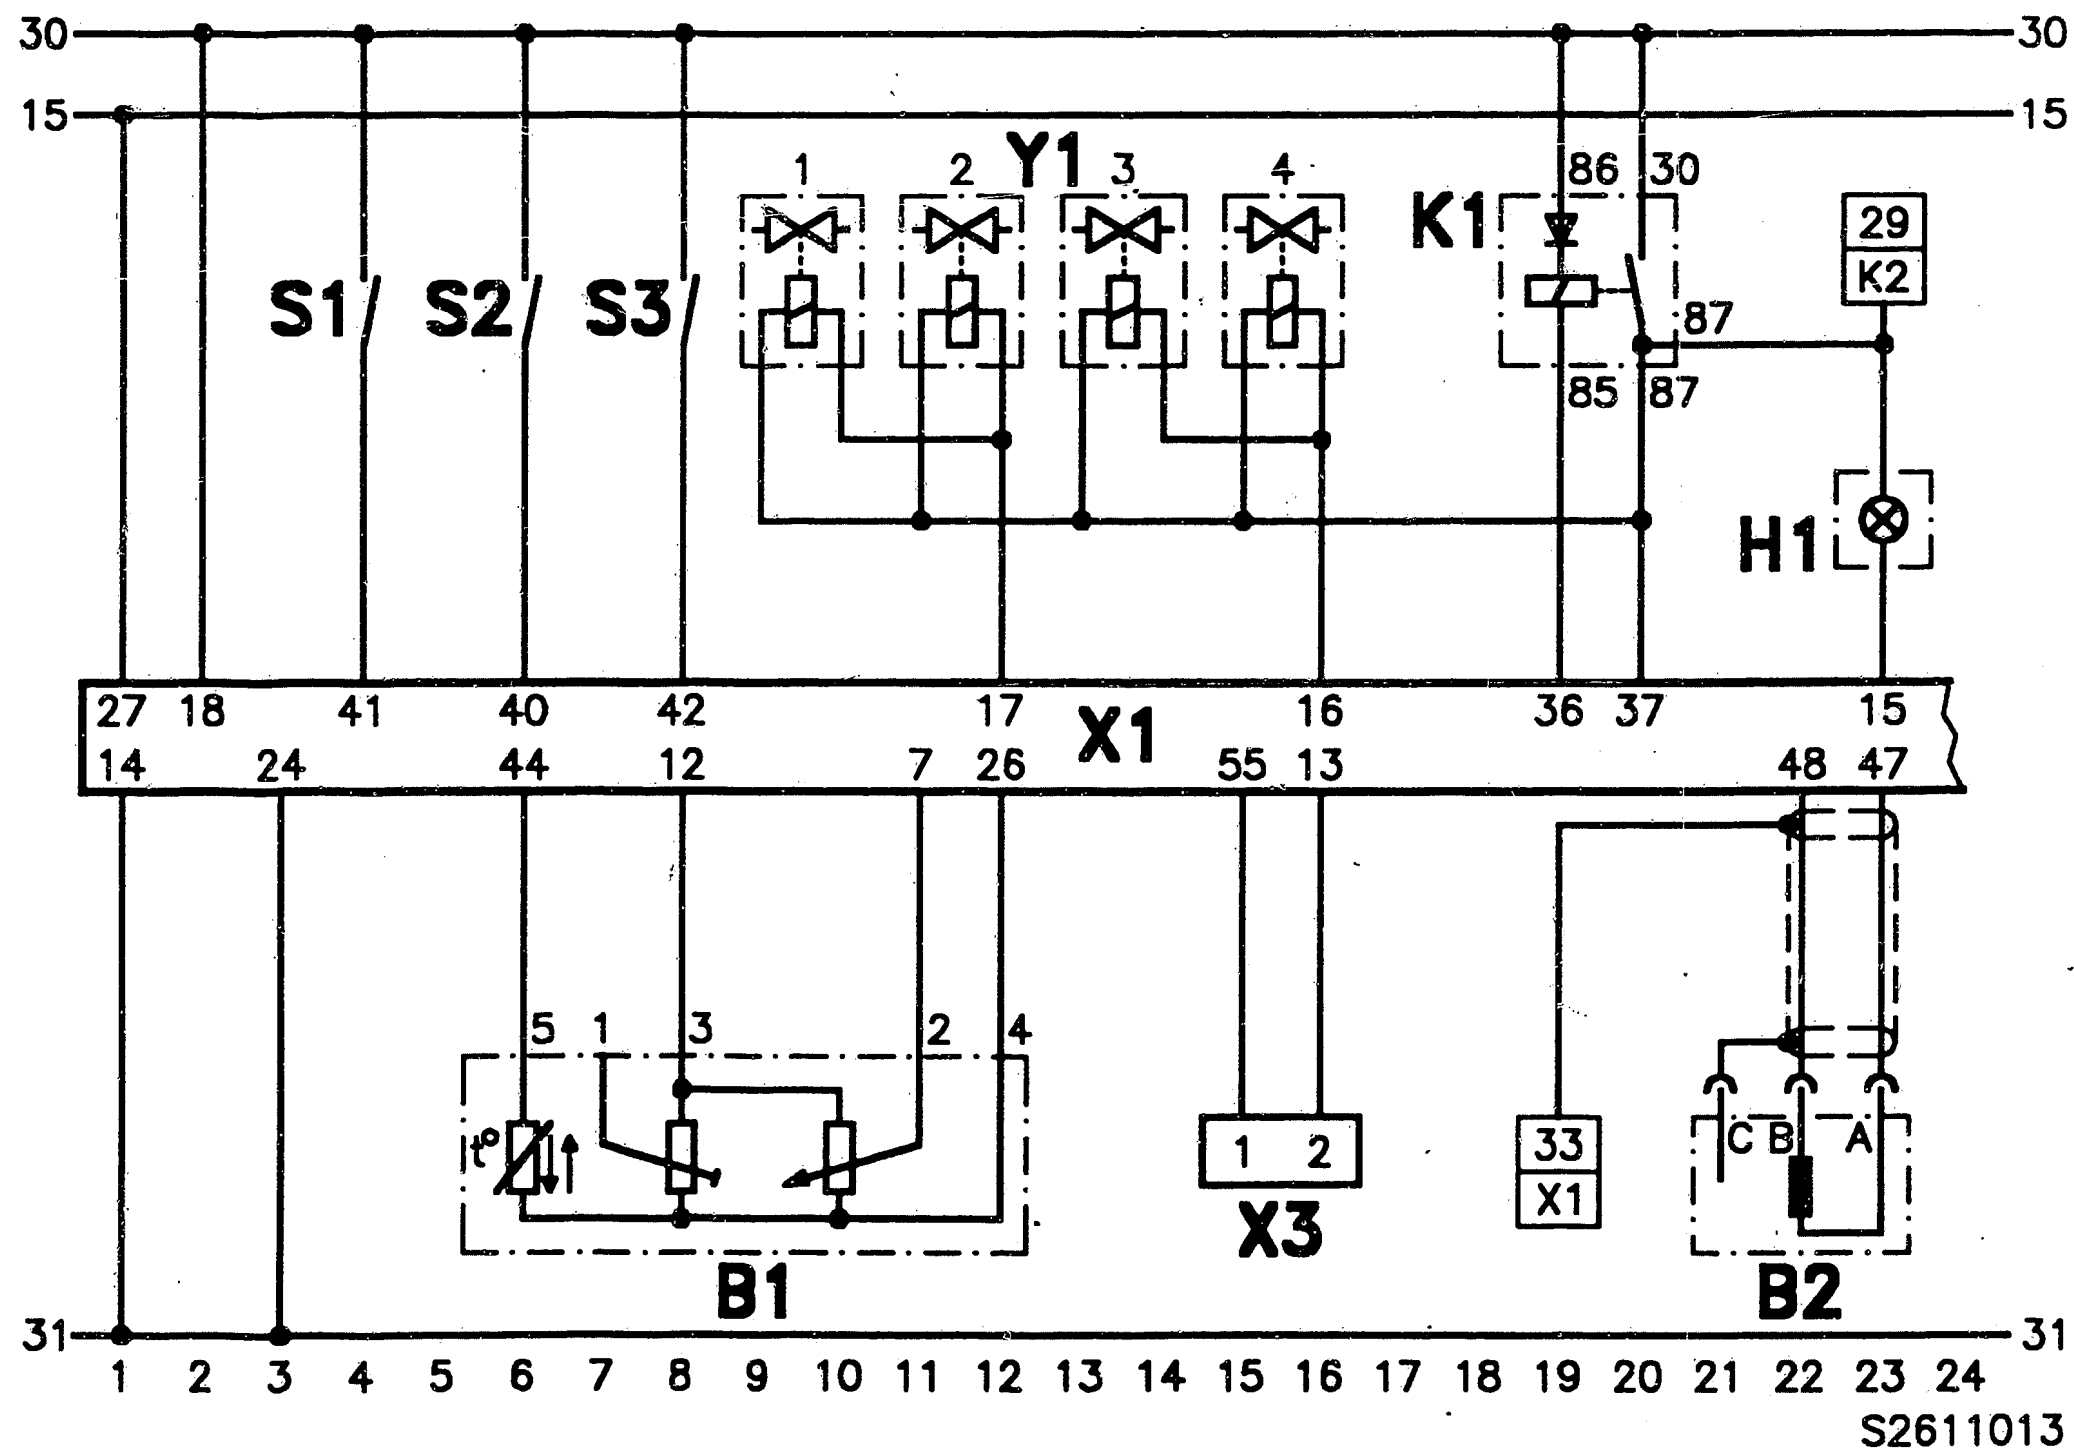 30 30
15 15
Y1
1 2 3 4
86 30
K1
29
K2
S1 S2 S3
87
85 87
H1
27 18 41 40 42 17 16 36 37 15
X1
14 24 44 12 7 26 55 13 48 47
5 1 3 2 4
t°
1 2
33
C B A
X1
X3
B1
B2
31 31
1 2 3 4 5 6 7 8 9 10 11 12 13 14 15 16 17 18 19 20 21 22 23 24
S2611013